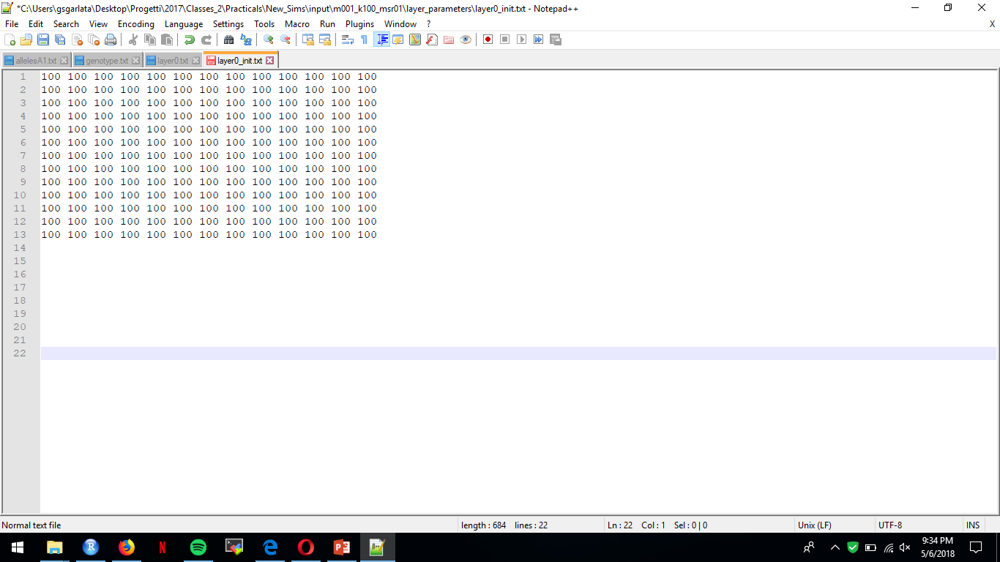 *C:\Users\gsgarlata\Desktop\Progetti\2017\Classes_2\Practicals\New_Sims\input\m001_k100_msr01\layer_parameters\layer0_init.txt - Notepad++
File Edit Search View Encoding Language Settings Tools Macro Run Plugins Window ? X
allelesA1.txt genotype.txt layer0.txt layer0_init.txt
1 100 100 100 100 100 100 100 100 100 100 100 100 100
2 100 100 100 100 100 100 100 100 100 100 100 100 100
3 100 100 100 100 100 100 100 100 100 100 100 100 100
4 100 100 100 100 100 100 100 100 100 100 100 100 100
5 100 100 100 100 100 100 100 100 100 100 100 100 100
6 100 100 100 100 100 100 100 100 100 100 100 100 100
7 100 100 100 100 100 100 100 100 100 100 100 100 100
8 100 100 100 100 100 100 100 100 100 100 100 100 100
9 100 100 100 100 100 100 100 100 100 100 100 100 100
10 100 100 100 100 100 100 100 100 100 100 100 100 100
11 100 100 100 100 100 100 100 100 100 100 100 100 100
12 100 100 100 100 100 100 100 100 100 100 100 100 100
13 100 100 100 100 100 100 100 100 100 100 100 100 100
14
15
16
17
18
19
20
21
22
Normal text file length : 684 lines : 22 Ln : 22 Col : 1 Sel : 0 | 0 Unix (LF) UTF-8 INS
9:34 PM
5/6/2018